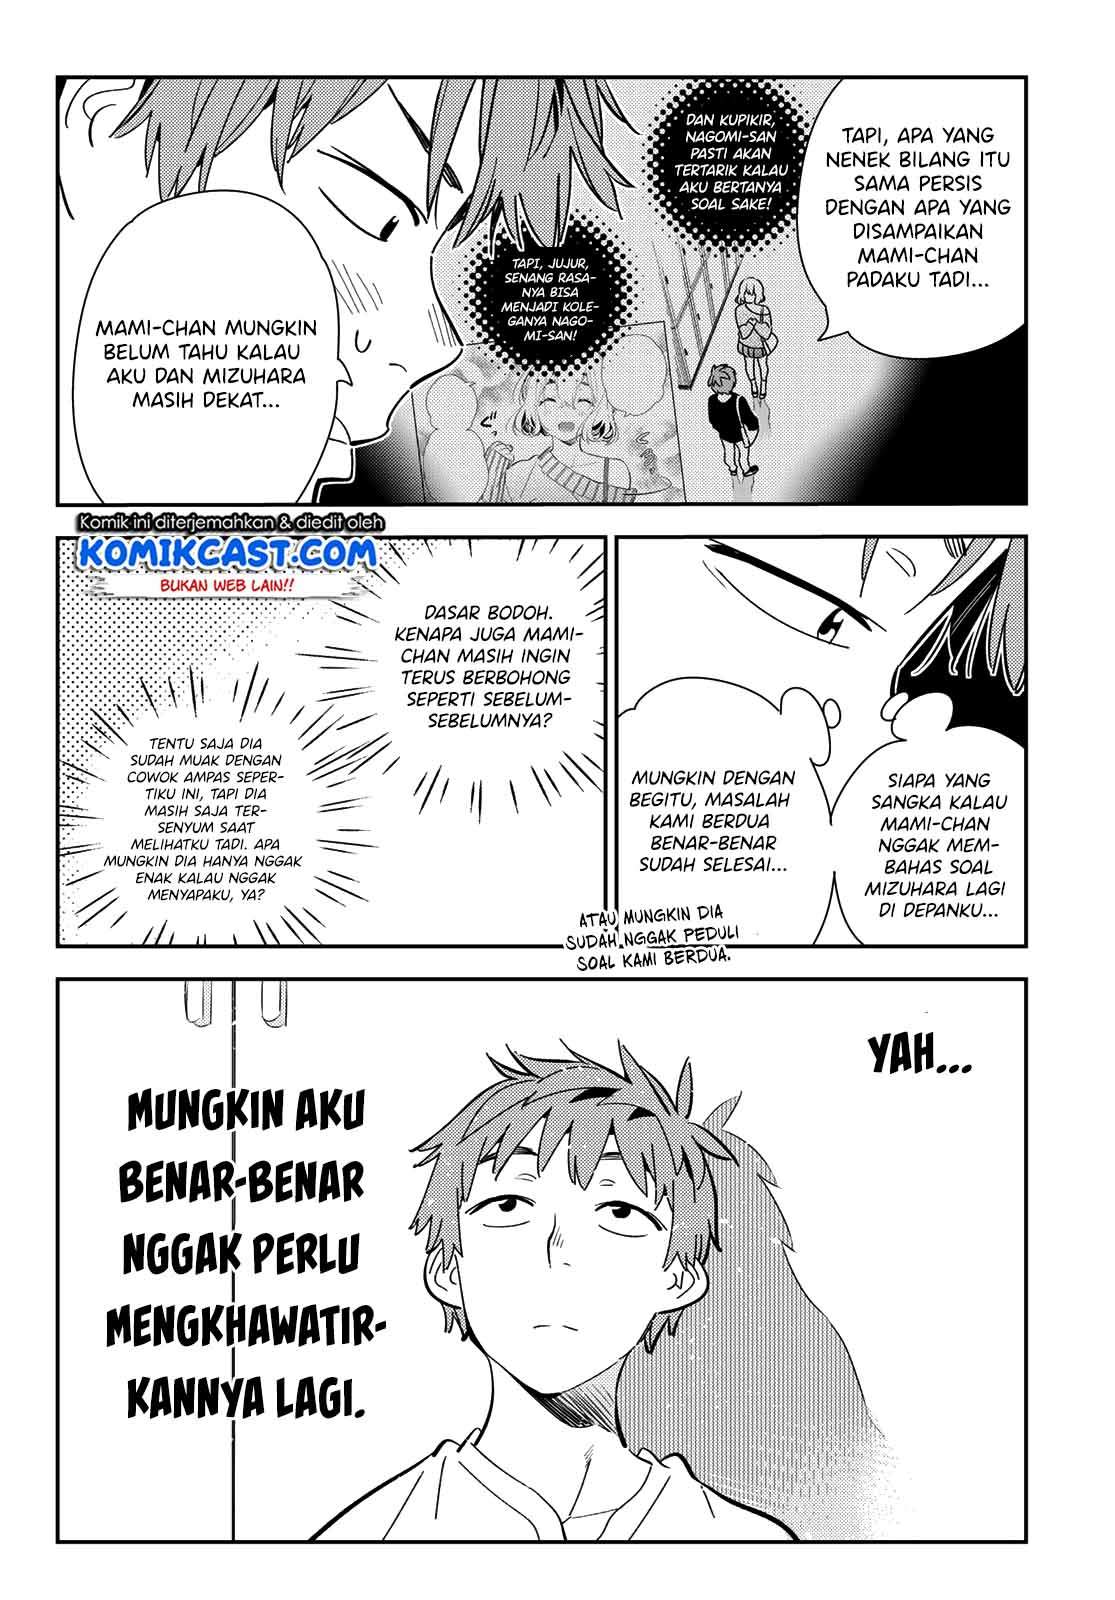 TAPI, APA YANG
NENEK BILANG ITU
SAMA PERSIS
DENGAN APA YANG
DISAMPAIKAN
MAMI-CHAN
PADAKU TADI...
DAN KUPIKIR,
NAGOMI-SAN
PASTI AKAN
TERTARIK KALAU
AKU BERTANYA
SOAL SAKE!
TAPI, JUJUR,
SENANG RASA-
NYA BISA
MENJADI KOLE-
GANYA NAGO-
MI-SAN!
MAMI-CHAN MUNGKIN
BELUM TAHU KALAU
AKU DAN MIZUHARA
MASIH DEKAT...
Komik ini diterjemahkan & diedit oleh
KOMIKCAST.COM
BUKAN WEB LAIN!!
SIAPA YANG
SANGKA KALAU
MAMI-CHAN
NGGAK MEM-
BAHAS SOAL
MIZUHARA LAGI
DI DEPANKU...
MUNGKIN DENGAN
BEGITU, MASALAH
KAMI BERDUA
BENAR-BENAR
SUDAH SELESAI...
ATAU MUNGKIN DIA
SUDAH NGGAK PEDULI
SOAL KAMI BERDUA.
DASAR BODOH.
KENAPA JUGA MAMI-
CHAN MASIH INGIN
TERUS BERBOHONG
SEPERTI SEBELUM-
SEBELUMNYA?
TENTU SAJA DIA
SUDAH MUAK DENGAN
COWOK AMPAS SEPER-
TIKU INI, TAPI DIA
MASIH SAJA TER-
SENYUM SAAT
MELIHATKU TADI. APA
MUNGKIN DIA HANYA NGGAK
ENAK KALAU NGGAK
MENYAPAKU, YA?
YAH...
MUNGKIN AKU
BENAR-BENAR
NGGAK PERLU
MENGKHAWATIR-
KANNYA LAGI.